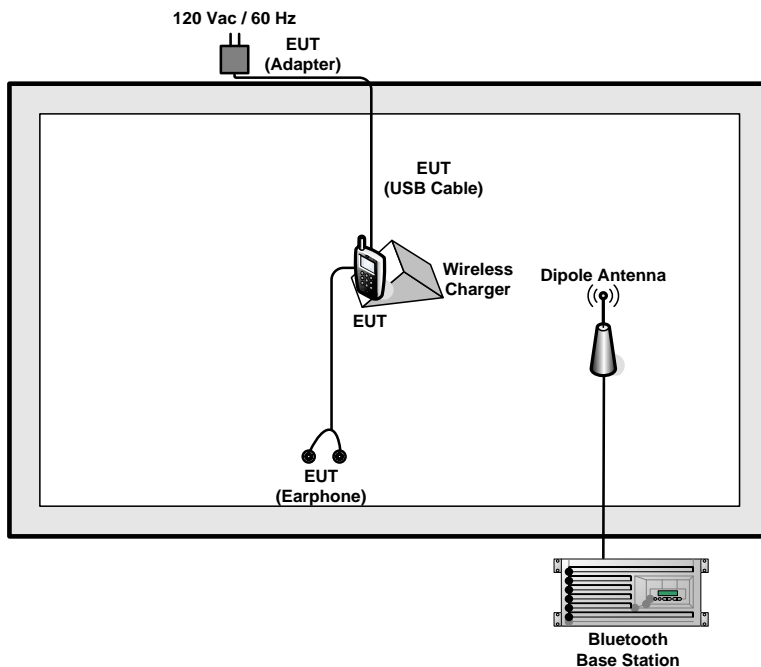 120 Vac / 60 Hz
EUT
(Adapter)
EUT
(USB Cable)
Wireless
Charger
Dipole Antenna
EUT
EUT
(Earphone)
Bluetooth
Base Station